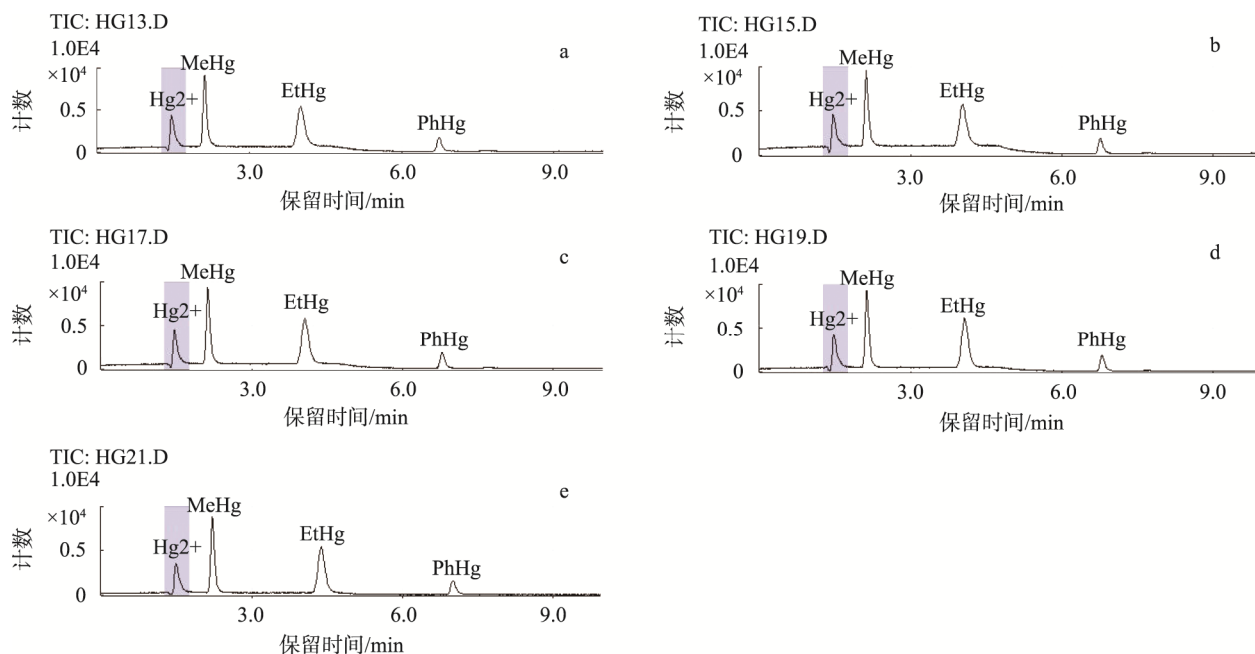 TIC: HG13.D
1.0E4
a
×10⁴
MeHg
Hg2+
EtHg
PhHg
0.5
0
计数
3.0
6.0
9.0
保留时间/min
TIC: HG15.D
1.0E4
b
×10⁴
MeHg
Hg2+
EtHg
PhHg
0.5
0
计数
3.0
6.0
9.0
保留时间/min
TIC: HG17.D
1.0E4
c
×10⁴
MeHg
Hg2+
EtHg
PhHg
0.5
0
计数
3.0
6.0
9.0
保留时间/min
TIC: HG19.D
1.0E4
d
×10⁴
MeHg
Hg2+
EtHg
PhHg
0.5
0
计数
3.0
6.0
9.0
保留时间/min
TIC: HG21.D
1.0E4
e
×10⁴
MeHg
Hg2+
EtHg
PhHg
0.5
0
计数
3.0
6.0
9.0
保留时间/min